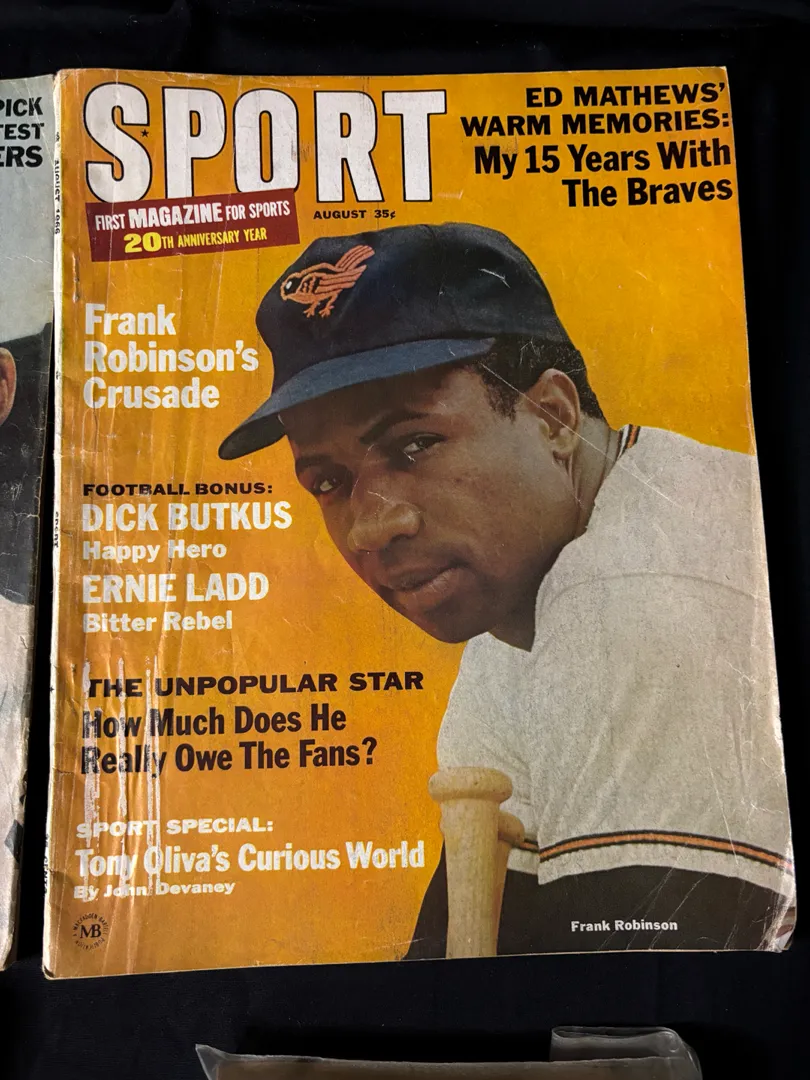 PICK
TEST
ERS
AUGUST 1966
SPORT
SPORT
FIRST MAGAZINE FOR SPORTS
20TH ANNIVERSARY YEAR
AUGUST 35¢
ED MATHEWS'
WARM MEMORIES:
My 15 Years With
The Braves
Frank
Robinson's
Crusade
FOOTBALL BONUS:
DICK BUTKUS
Happy Hero
ERNIE LADD
Bitter Rebel
THE UNPOPULAR STAR
How Much Does He
Really Owe The Fans?
SPORT SPECIAL:
Tony Oliva's Curious World
By John Devaney
MB
Frank Robinson